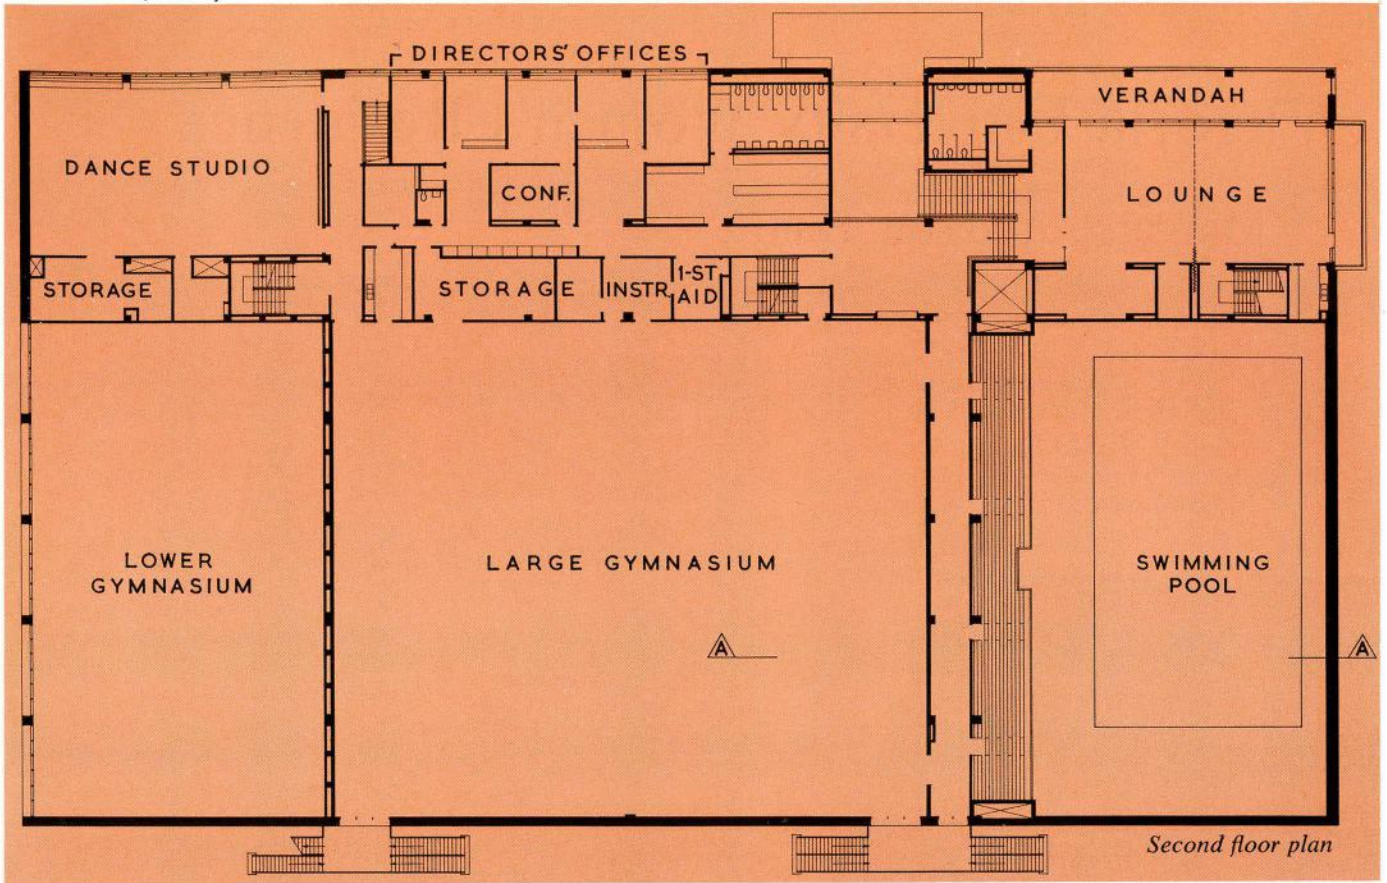 DIRECTORS' OFFICES
VERANDAH
DANCE STUDIO
CONF.
LOUNGE
STORAGE
STORAGE
INSTR.
1-ST
AID
LOWER
GYMNASIUM
LARGE GYMNASIUM
SWIMMING
POOL
A
A
Second floor plan